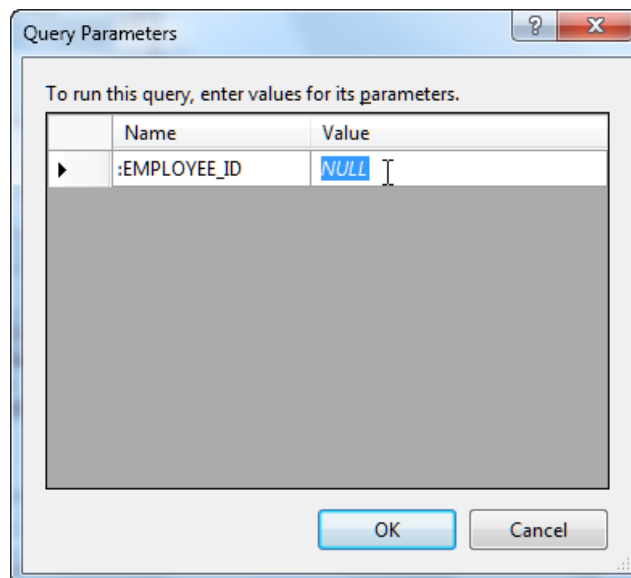 Query Parameters
?
To run this query, enter values for its parameters.
Name Value
:EMPLOYEE_ID NULL
OK Cancel